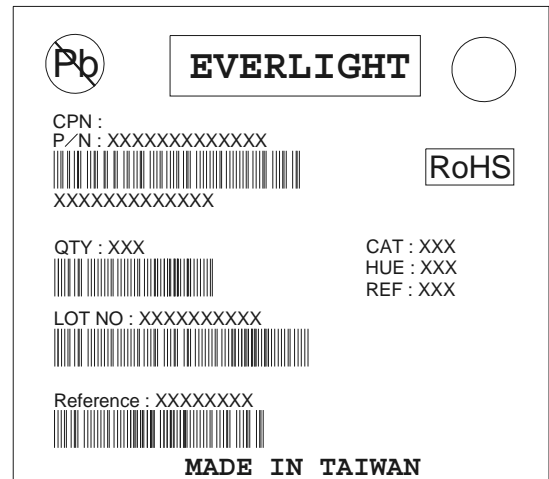 Pb
EVERLIGHT
CPN :
P/N : XXXXXXXXXXXXX
RoHS
XXXXXXXXXXXXX
QTY : XXX
CAT : XXX
HUE : XXX
REF : XXX
LOT NO : XXXXXXXXXX
Reference : XXXXXXXX
MADE IN TAIWAN